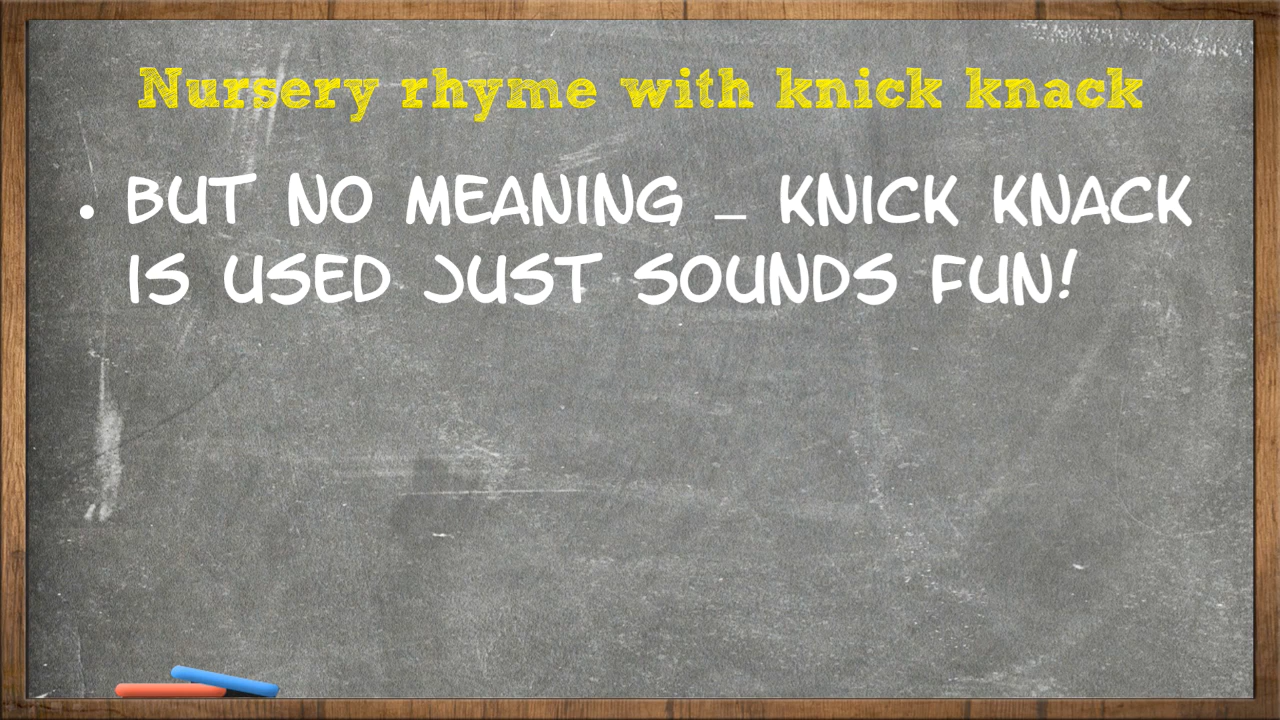 Nursery rhyme with knick knack
• BUT NO MEANING – KNICK KNACK
IS USED JUST SOUNDS FUN!